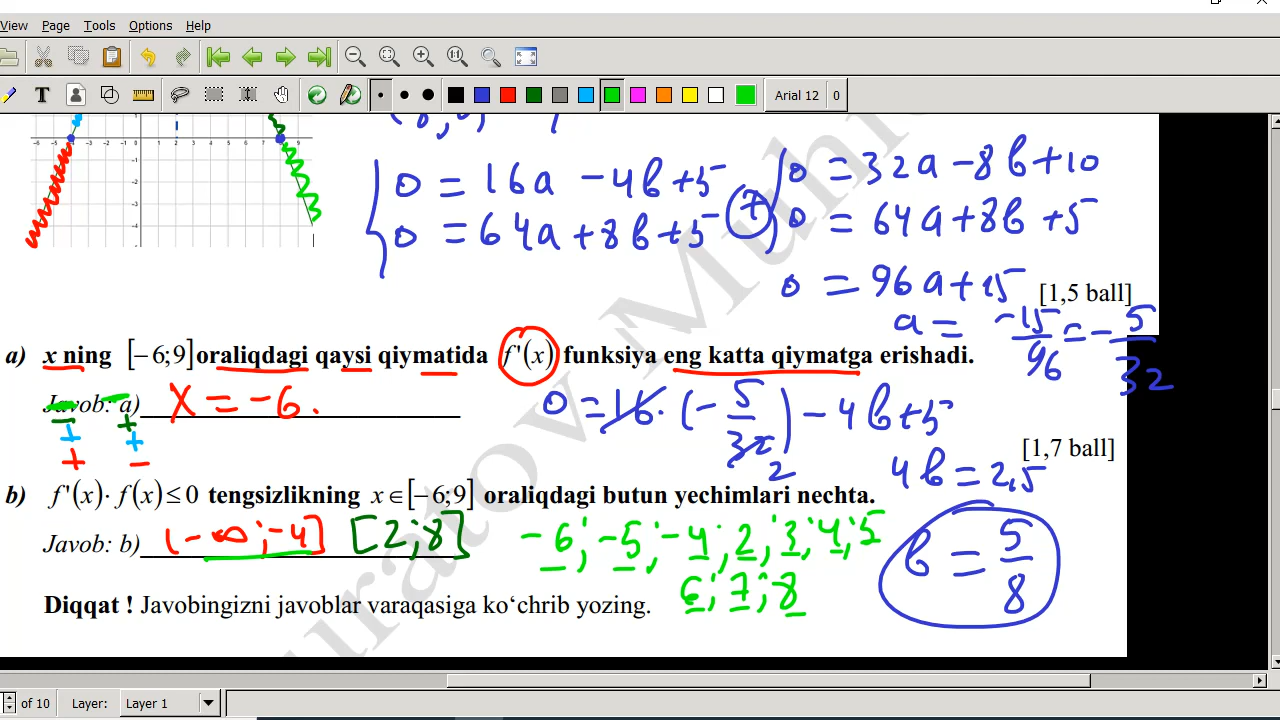 View Page Tools Options Help
T Arial 12 0
0 = 16a - 4b + 5
0 = 64a + 8b + 5
+
0 = 32a - 8b + 10
0 = 64a + 8b + 5
0 = 96a + 15
[1,5 ball]
a = -15/96 = -5/32
a) x ning [-6;9] oraliqdagi qaysi qiymatida f'(x) funksiya eng katta qiymatga erishadi.
Javob: a) x = -6.
0 = 16·(-5/32) - 4b + 5
2
[1,7 ball]
4b = 2,5
- -
- +
+ +
+ -
b) f'(x)·f(x) ≤ 0 tengsizlikning x∈[-6;9] oraliqdagi butun yechimlari nechta.
Javob: b) (-∞;-4] [2;8]
-6; -5; -4; 2; 3; 4; 5
6; 7; 8
b = 5/8
Diqqat ! Javobingizni javoblar varaqasiga ko‘chrib yozing.
Muratov Muh
of 10 Layer: Layer 1